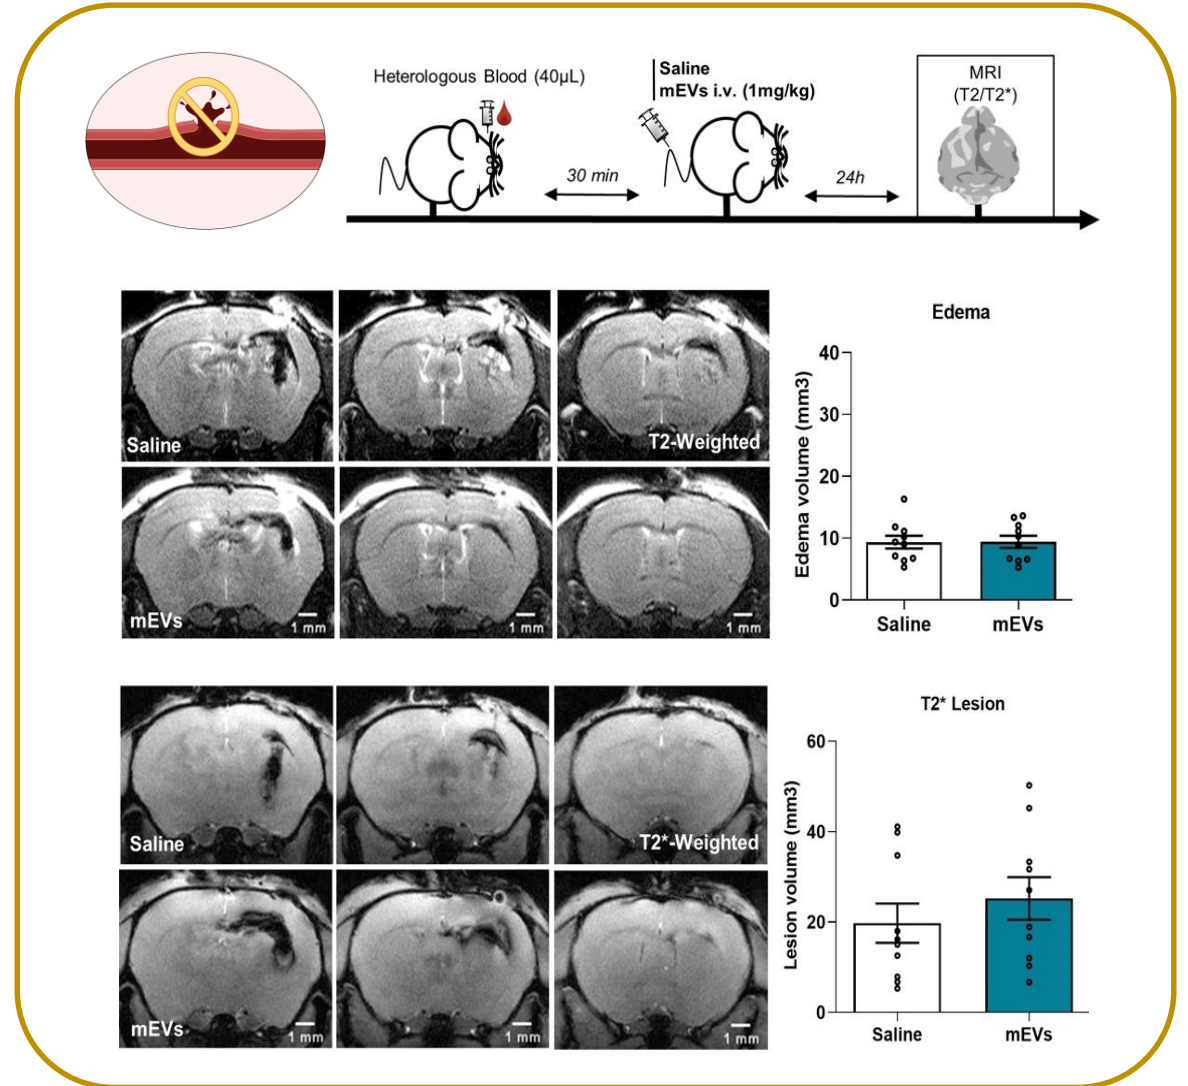 Heterologous Blood (40µL)
Saline
mEVs i.v. (1mg/kg)
MRI
(T2/T2*)
30 min
24h
Saline
T2-Weighted
mEVs
1 mm
1 mm
1 mm
Edema
Edema volume (mm3)
40
30
20
10
0
Saline
mEVs
Saline
T2*-Weighted
mEVs
1 mm
1 mm
1 mm
T2* Lesion
Lesion volume (mm3)
60
40
20
0
Saline
mEVs